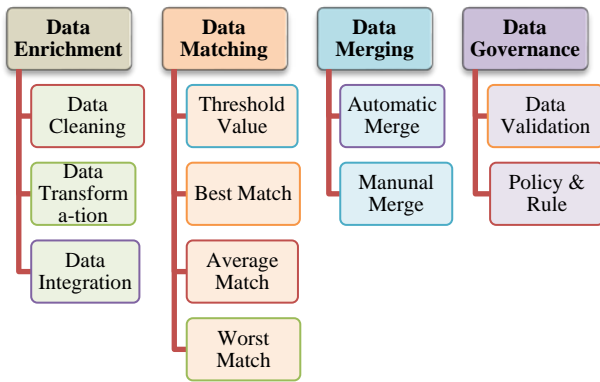 Data
Enrichment
Data
Cleaning
Data
Transform
a-tion
Data
Integration
Data
Matching
Threshold
Value
Best Match
Average
Match
Worst
Match
Data
Merging
Automatic
Merge
Manunal
Merge
Data
Governance
Data
Validation
Policy &
Rule